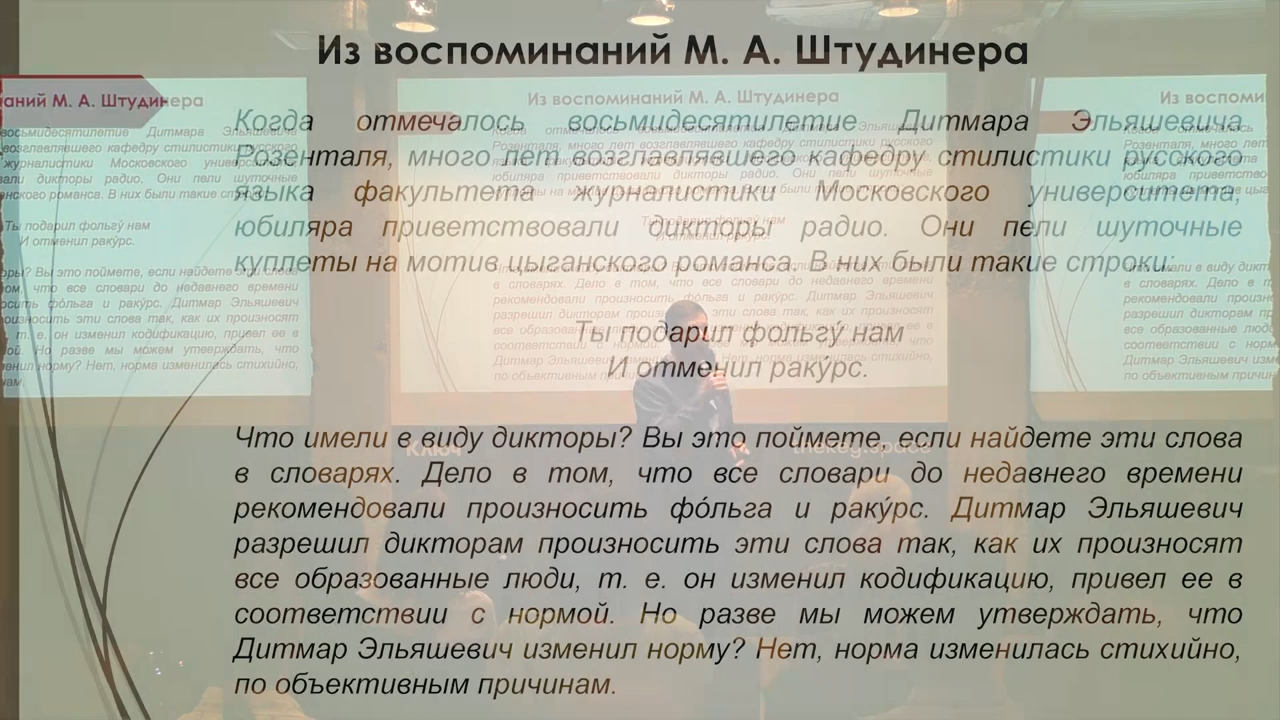 Из воспоминаний М. А. Штудинера
Когда отмечалось восьмидесятилетие Дитмара Эльяшевича
Розенталя, много лет возглавлявшего кафедру стилистики русского
языка факультета журналистики Московского университета,
юбиляра приветствовали дикторы радио. Они пели шуточные
куплеты на мотив цыганского романса. В них были такие строки:
Ты подарил фольгу́ нам
И отменил раку́рс.
Что имели в виду дикторы? Вы это поймете, если найдете эти слова
в словарях. Дело в том, что все словари до недавнего времени
рекомендовали произносить фо́льга и раку́рс. Дитмар Эльяшевич
разрешил дикторам произносить эти слова так, как их произносят
все образованные люди, т. е. он изменил кодификацию, привел ее в
соответствии с нормой. Но разве мы можем утверждать, что
Дитмар Эльяшевич изменил норму? Нет, норма изменилась стихийно,
по объективным причинам.
Ключ
thekeg.space